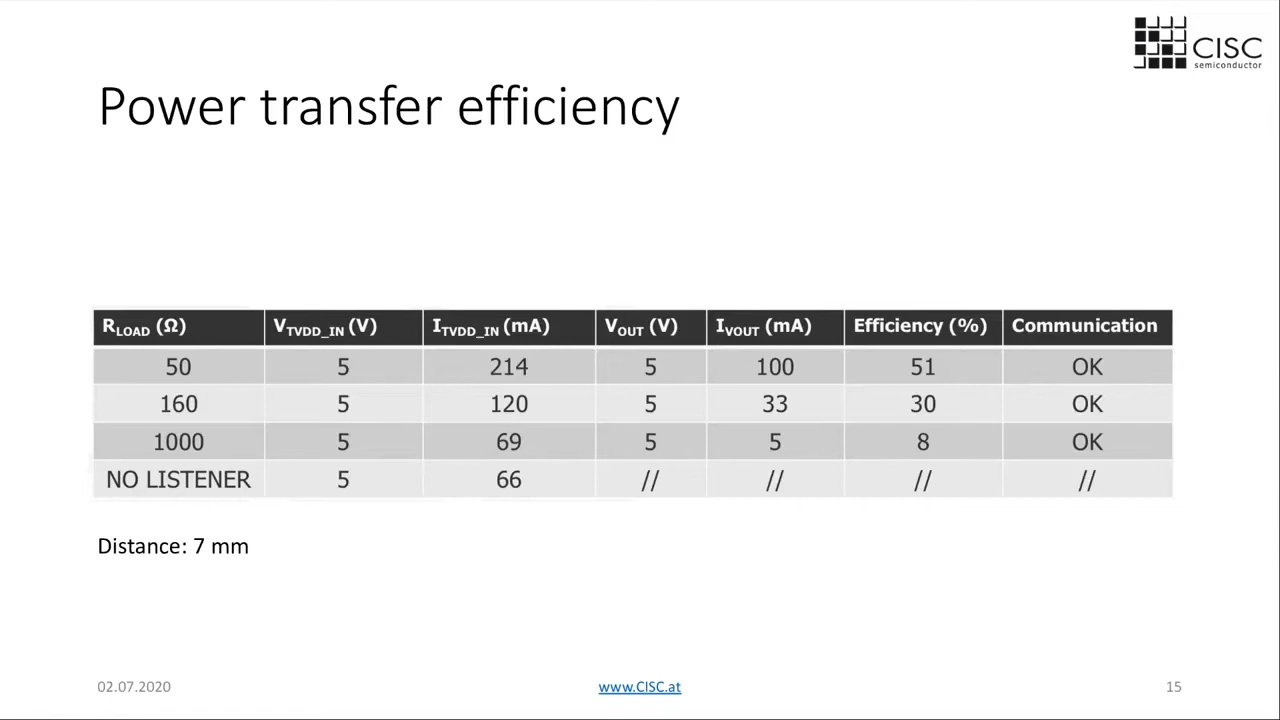 CISC
semiconductor
Power transfer efficiency
RLOAD (Ω) VTVDD_IN (V) ITVDD_IN (mA) VOUT (V) IVOUT (mA) Efficiency (%) Communication
50 5 214 5 100 51 OK
160 5 120 5 33 30 OK
1000 5 69 5 5 8 OK
NO LISTENER 5 66 // // // //
Distance: 7 mm
02.07.2020 www.CISC.at 15